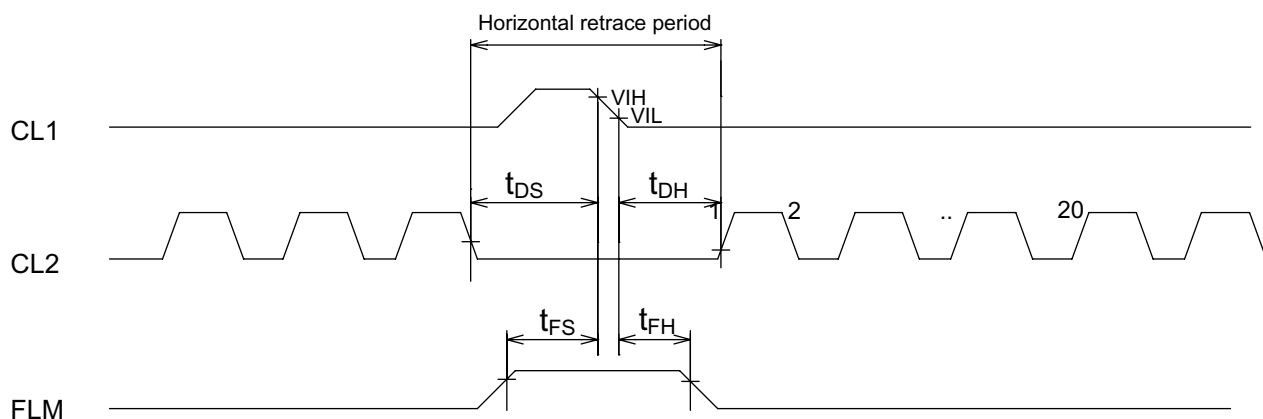 Horizontal retrace period
VIH
CL1
VIL
tDS
tDH
1
2
..
20
CL2
tFS
tFH
FLM